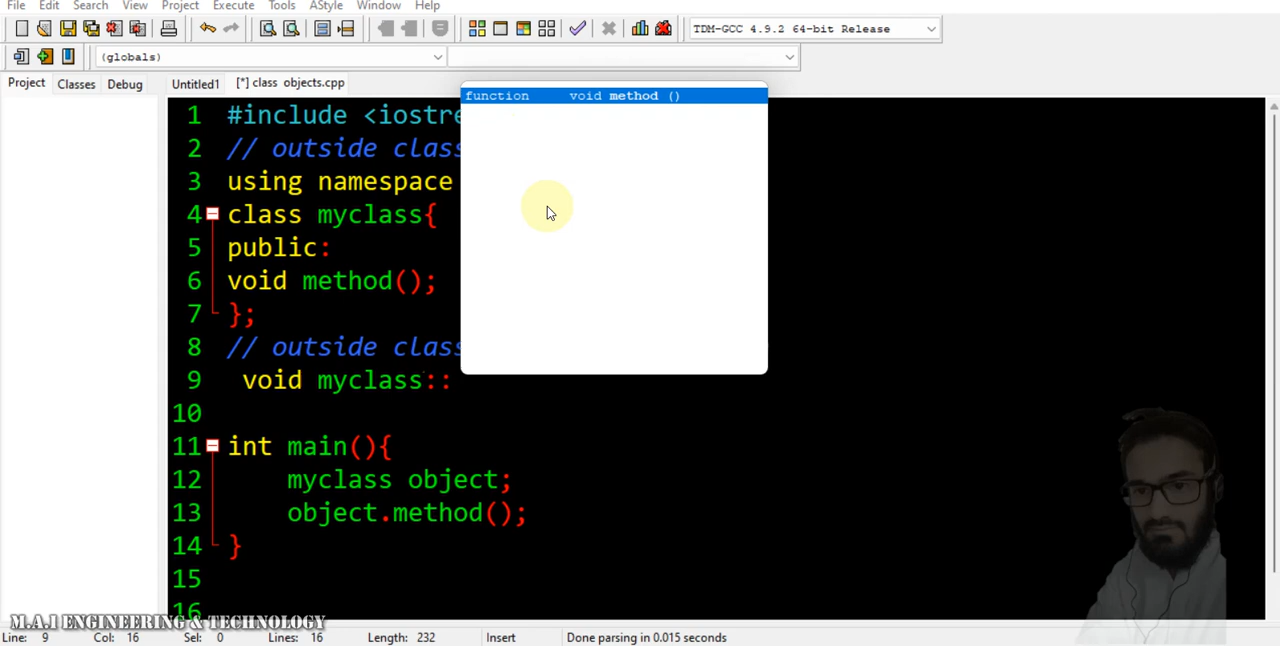 File Edit Search View Project Execute Tools AStyle Window Help
TDM-GCC 4.9.2 64-bit Release
(globals)
Project Classes Debug Untitled1 [*] class objects.cpp
function void method ()
1 #include <iostre
2 // outside clas
3 using namespace
4 class myclass{
5 public:
6 void method();
7 };
8 // outside clas
9 void myclass::
10
11 int main(){
12 myclass object;
13 object.method();
14 }
15
16
M.A.I ENGINEERING & TECHNOLOGY
Line: 9 Col: 16 Sel: 0 Lines: 16 Length: 232 Insert Done parsing in 0.015 seconds